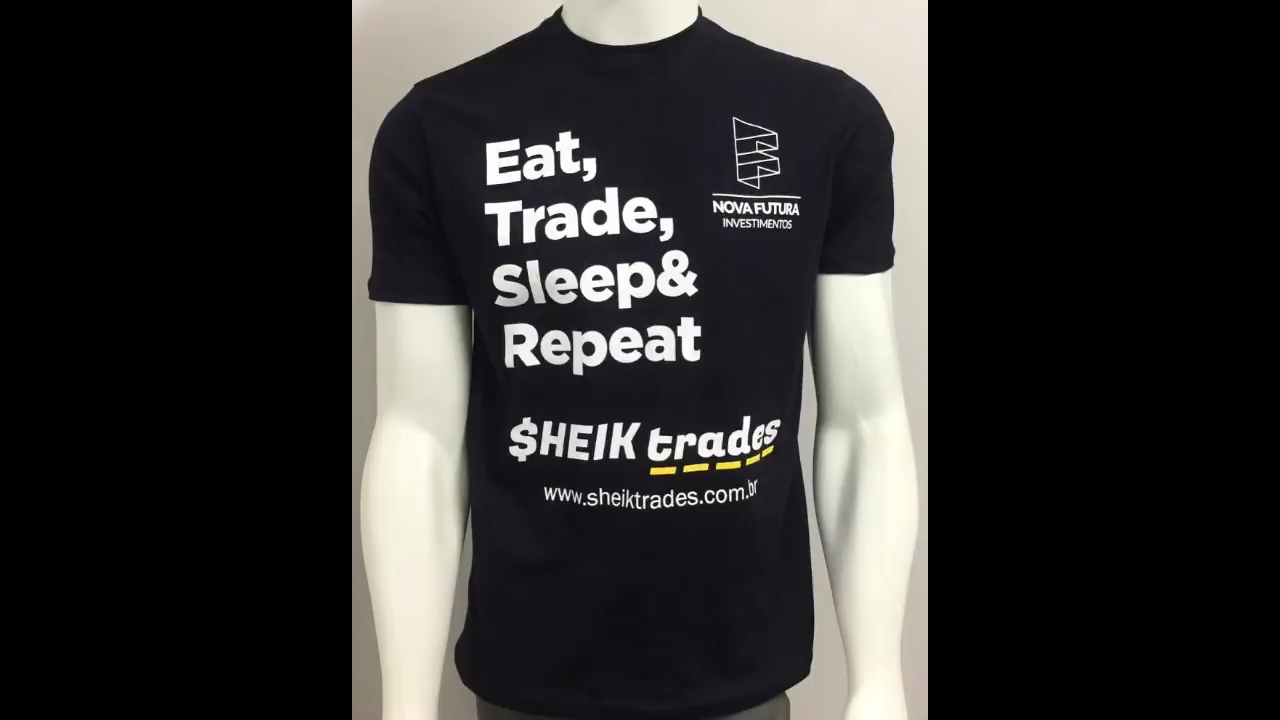 Eat,
Trade,
Sleep&
Repeat
NOVA FUTURA
INVESTIMENTOS
$HEIK trades
www.sheiktrades.com.br